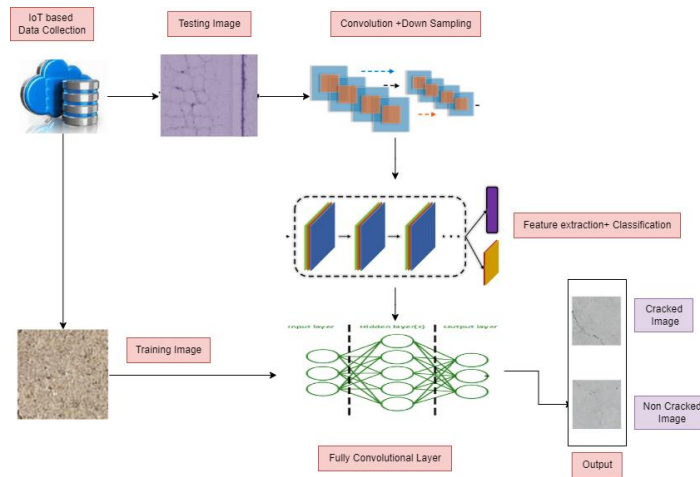 IoT based
Data Collection
Testing Image
Convolution +Down Sampling
Feature extraction+ Classification
Input layer
Hidden layer(s)
Output layer
Training Image
Cracked
Image
Non Cracked
Image
Fully Convolutional Layer
Output